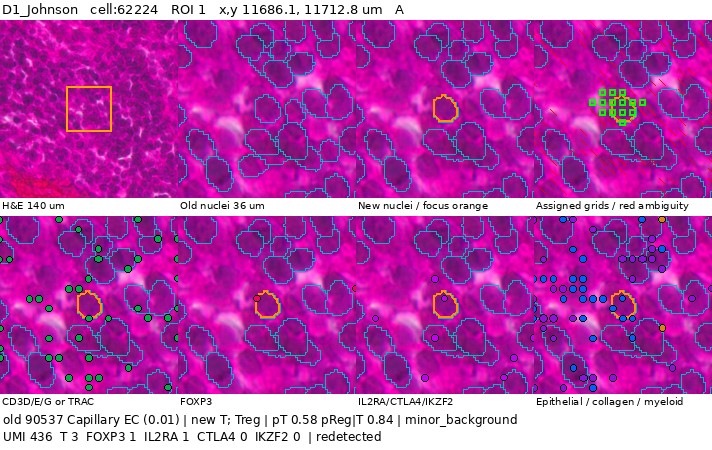 D1_Johnson cell:62224 ROI 1 x,y 11686.1, 11712.8 um A
H&E 140 um
Old nuclei 36 um
New nuclei / focus orange
Assigned grids / red ambiguity
CD3D/E/G or TRAC
FOXP3
IL2RA/CTLA4/IKZF2
Epithelial / collagen / myeloid
old 90537 Capillary EC (0.01) | new T; Treg | pT 0.58 pReg|T 0.84 | minor_background
UMI 436 T 3 FOXP3 1 IL2RA 1 CTLA4 0 IKZF2 0 | redetected